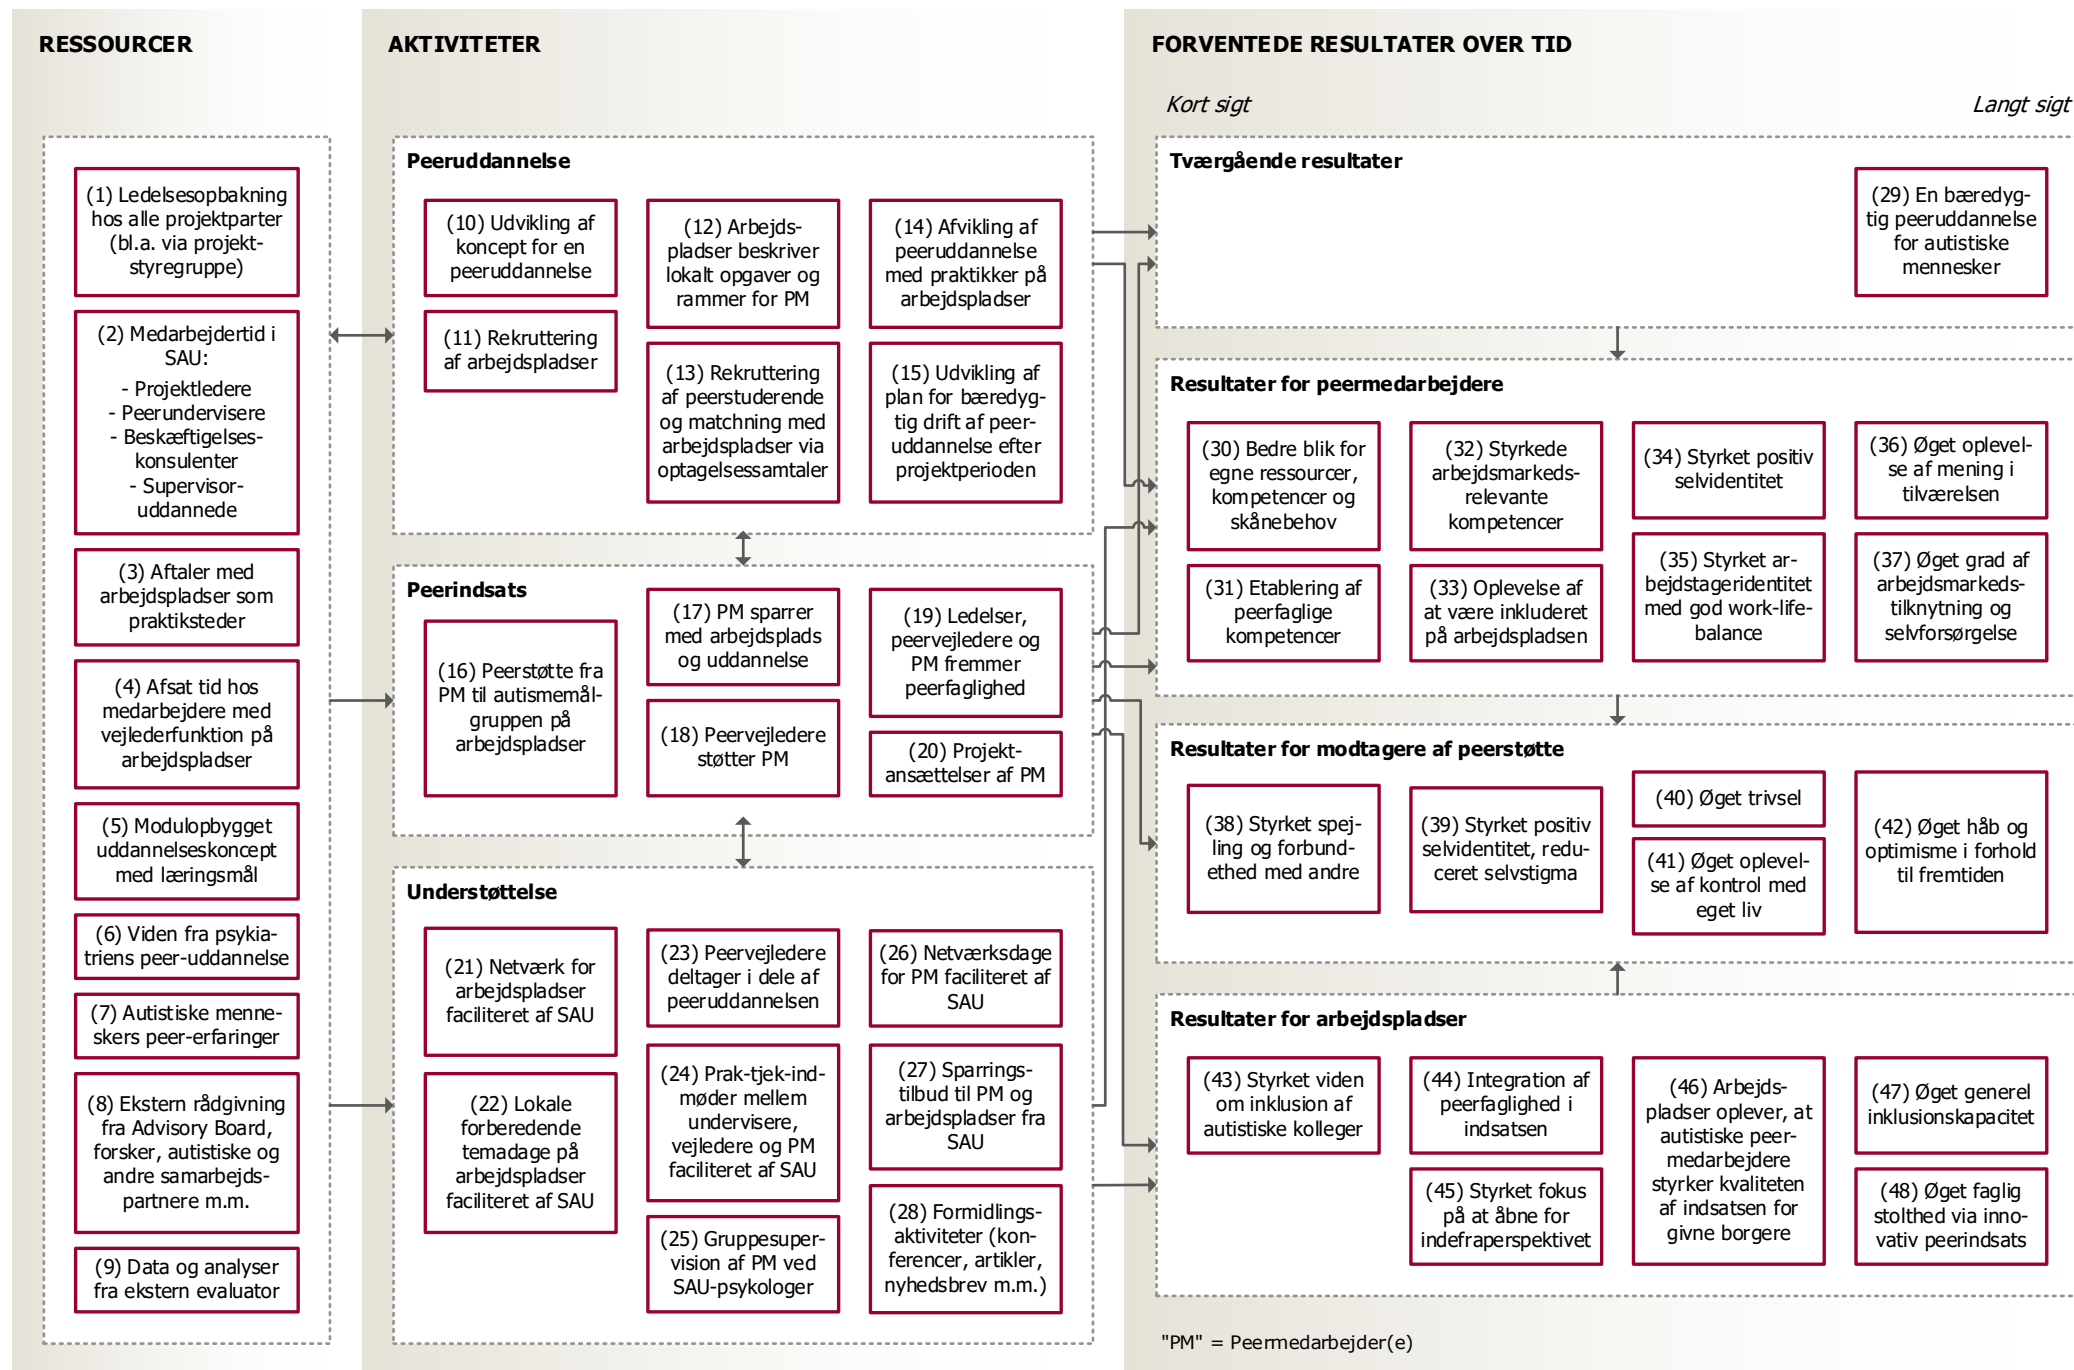 RESSOURCER
(1) Ledelsesopbakning
hos alle projektparter
(bl.a. via projekt-
styregruppe)
(2) Medarbejdertid i
SAU:
- Projektledere
- Peerundervisere
- Beskæftigelses-
konsulenter
- Supervisor-
uddannede
(3) Aftaler med
arbejdspladser som
praktiksteder
(4) Afsat tid hos
medarbejdere med
vejlederfunktion på
arbejdspladser
(5) Modulopbygget
uddannelseskoncept
med læringsmål
(6) Viden fra psykia-
triens peer-uddannelse
(7) Autistiske menne-
skers peer-erfaringer
(8) Ekstern rådgivning
fra Advisory Board,
forsker, autistiske og
andre samarbejds-
partnere m.m.
(9) Data og analyser
fra ekstern evaluator
AKTIVITETER
Peeruddannelse
(10) Udvikling af
koncept for en
peeruddannelse
(11) Rekruttering
af arbejdspladser
(12) Arbejds-
pladser beskriver
lokalt opgaver og
rammer for PM
(13) Rekruttering
af peerstuderende
og matchning med
arbejdspladser via
optagelsessamtaler
(14) Afvikling af
peeruddannelse
med praktikker på
arbejdspladser
(15) Udvikling af
plan for bæredyg-
tig drift af peer-
uddannelse efter
projektperioden
Peerindsats
(16) Peerstøtte fra
PM til autismemål-
gruppen på
arbejdspladser
(17) PM sparrer
med arbejdsplads
og uddannelse
(18) Peervejledere
støtter PM
(19) Ledelser,
peervejledere og
PM fremmer
peerfaglighed
(20) Projekt-
ansættelser af PM
Understøttelse
(21) Netværk for
arbejdspladser
faciliteret af SAU
(22) Lokale
forberedende
temadage på
arbejdspladser
faciliteret af SAU
(23) Peervejledere
deltager i dele af
peeruddannelsen
(24) Prak-tjek-ind-
møder mellem
undervisere,
vejledere og PM
faciliteret af SAU
(25) Gruppesuper-
vision af PM ved
SAU-psykologer
(26) Netværksdage
for PM faciliteret af
SAU
(27) Sparrings-
tilbud til PM og
arbejdspladser fra
SAU
(28) Formidlings-
aktiviteter (kon-
ferencer, artikler,
nyhedsbrev m.m.)
FORVENTEDE RESULTATER OVER TID
Kort sigt
Langt sigt
Tværgående resultater
(29) En bæredyg-
tig peeruddannelse
for autistiske
mennesker
Resultater for peermedarbejdere
(30) Bedre blik for
egne ressourcer,
kompetencer og
skånebehov
(31) Etablering af
peerfaglige
kompetencer
(32) Styrkede
arbejdsmarkeds-
relevante
kompetencer
(33) Oplevelse af
at være inkluderet
på arbejdspladsen
(34) Styrket positiv
selvidentitet
(35) Styrket ar-
bejdstageridentitet
med god work-life-
balance
(36) Øget oplevel-
se af mening i
tilværelsen
(37) Øget grad af
arbejdsmarkeds-
tilknytning og
selvforsørgelse
Resultater for modtagere af peerstøtte
(38) Styrket spej-
ling og forbund-
ethed med andre
(39) Styrket positiv
selvidentitet, redu-
ceret selvstigma
(40) Øget trivsel
(41) Øget oplevel-
se af kontrol med
eget liv
(42) Øget håb og
optimisme i forhold
til fremtiden
Resultater for arbejdspladser
(43) Styrket viden
om inklusion af
autistiske kolleger
(44) Integration af
peerfaglighed i
indsatsen
(45) Styrket fokus
på at åbne for
indefraperspektivet
(46) Arbejds-
pladser oplever, at
autistiske peer-
medarbejdere
styrker kvaliteten
af indsatsen for
givne borgere
(47) Øget generel
inklusionskapacitet
(48) Øget faglig
stolthed via inno-
vativ peerindsats
"PM" = Peermedarbejder(e)